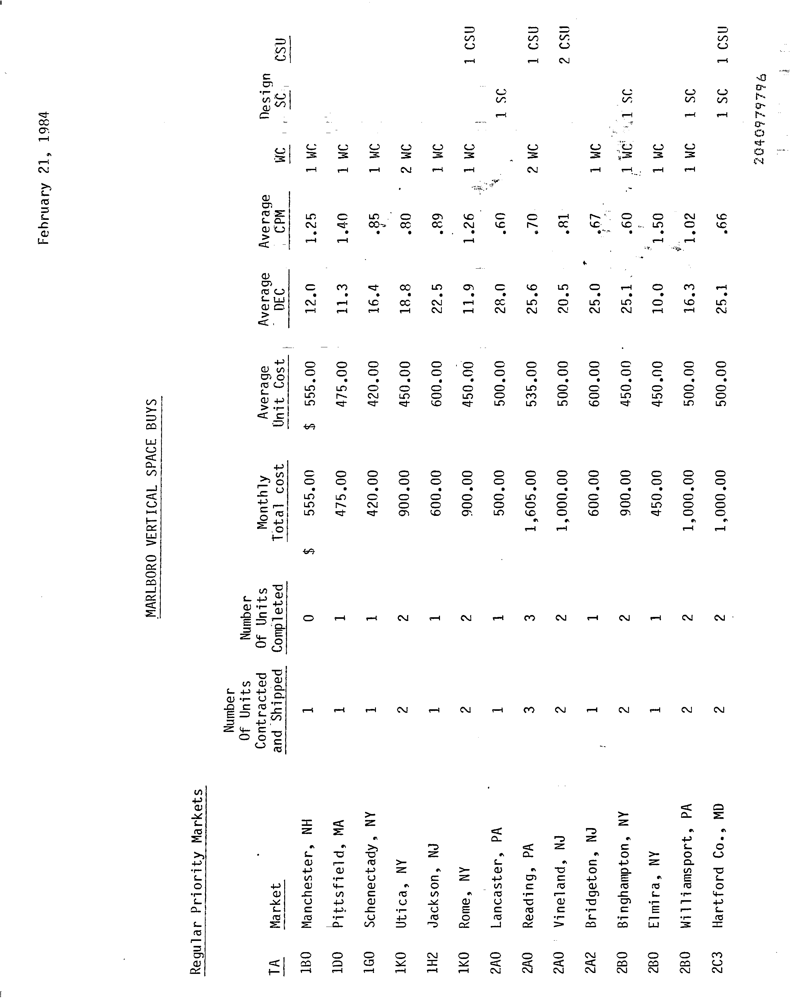 February 21, 1984
MARLBORO VERTICAL SPACE BUYS
Regular Priority Markets
TA Market Number Of Units Contracted and Shipped Number Of Units Completed Monthly Total cost Average Unit Cost Average DEC Average CPM WC Design SC CSU
1B0 Manchester, NH 1 0 $ 555.00 $ 555.00 12.0 1.25 1 WC
1D0 Pittsfield, MA 1 1 475.00 475.00 11.3 1.40 1 WC
1G0 Schenectady, NY 1 1 420.00 420.00 16.4 .85 1 WC
1K0 Utica, NY 2 2 900.00 450.00 18.8 .80 2 WC
1H2 Jackson, NJ 1 1 600.00 600.00 22.5 .89 1 WC
1K0 Rome, NY 2 2 900.00 450.00 11.9 1.26 1 WC 1 CSU
2A0 Lancaster, PA 1 1 500.00 500.00 28.0 .60 1 SC
2A0 Reading, PA 3 3 1,605.00 535.00 25.6 .70 2 WC 1 CSU
2A0 Vineland, NJ 2 2 1,000.00 500.00 20.5 .81 2 CSU
2A2 Bridgeton, NJ 1 1 600.00 600.00 25.0 .67 1 WC
2B0 Binghampton, NY 2 2 900.00 450.00 25.1 .60 1 WC 1 SC
2B0 Elmira, NY 1 1 450.00 450.00 10.0 1.50 1 WC
2B0 Williamsport, PA 2 2 1,000.00 500.00 16.3 1.02 1 WC 1 SC
2C3 Hartford Co., MD 2 2 1,000.00 500.00 25.1 .66 1 SC 1 CSU
2040979796